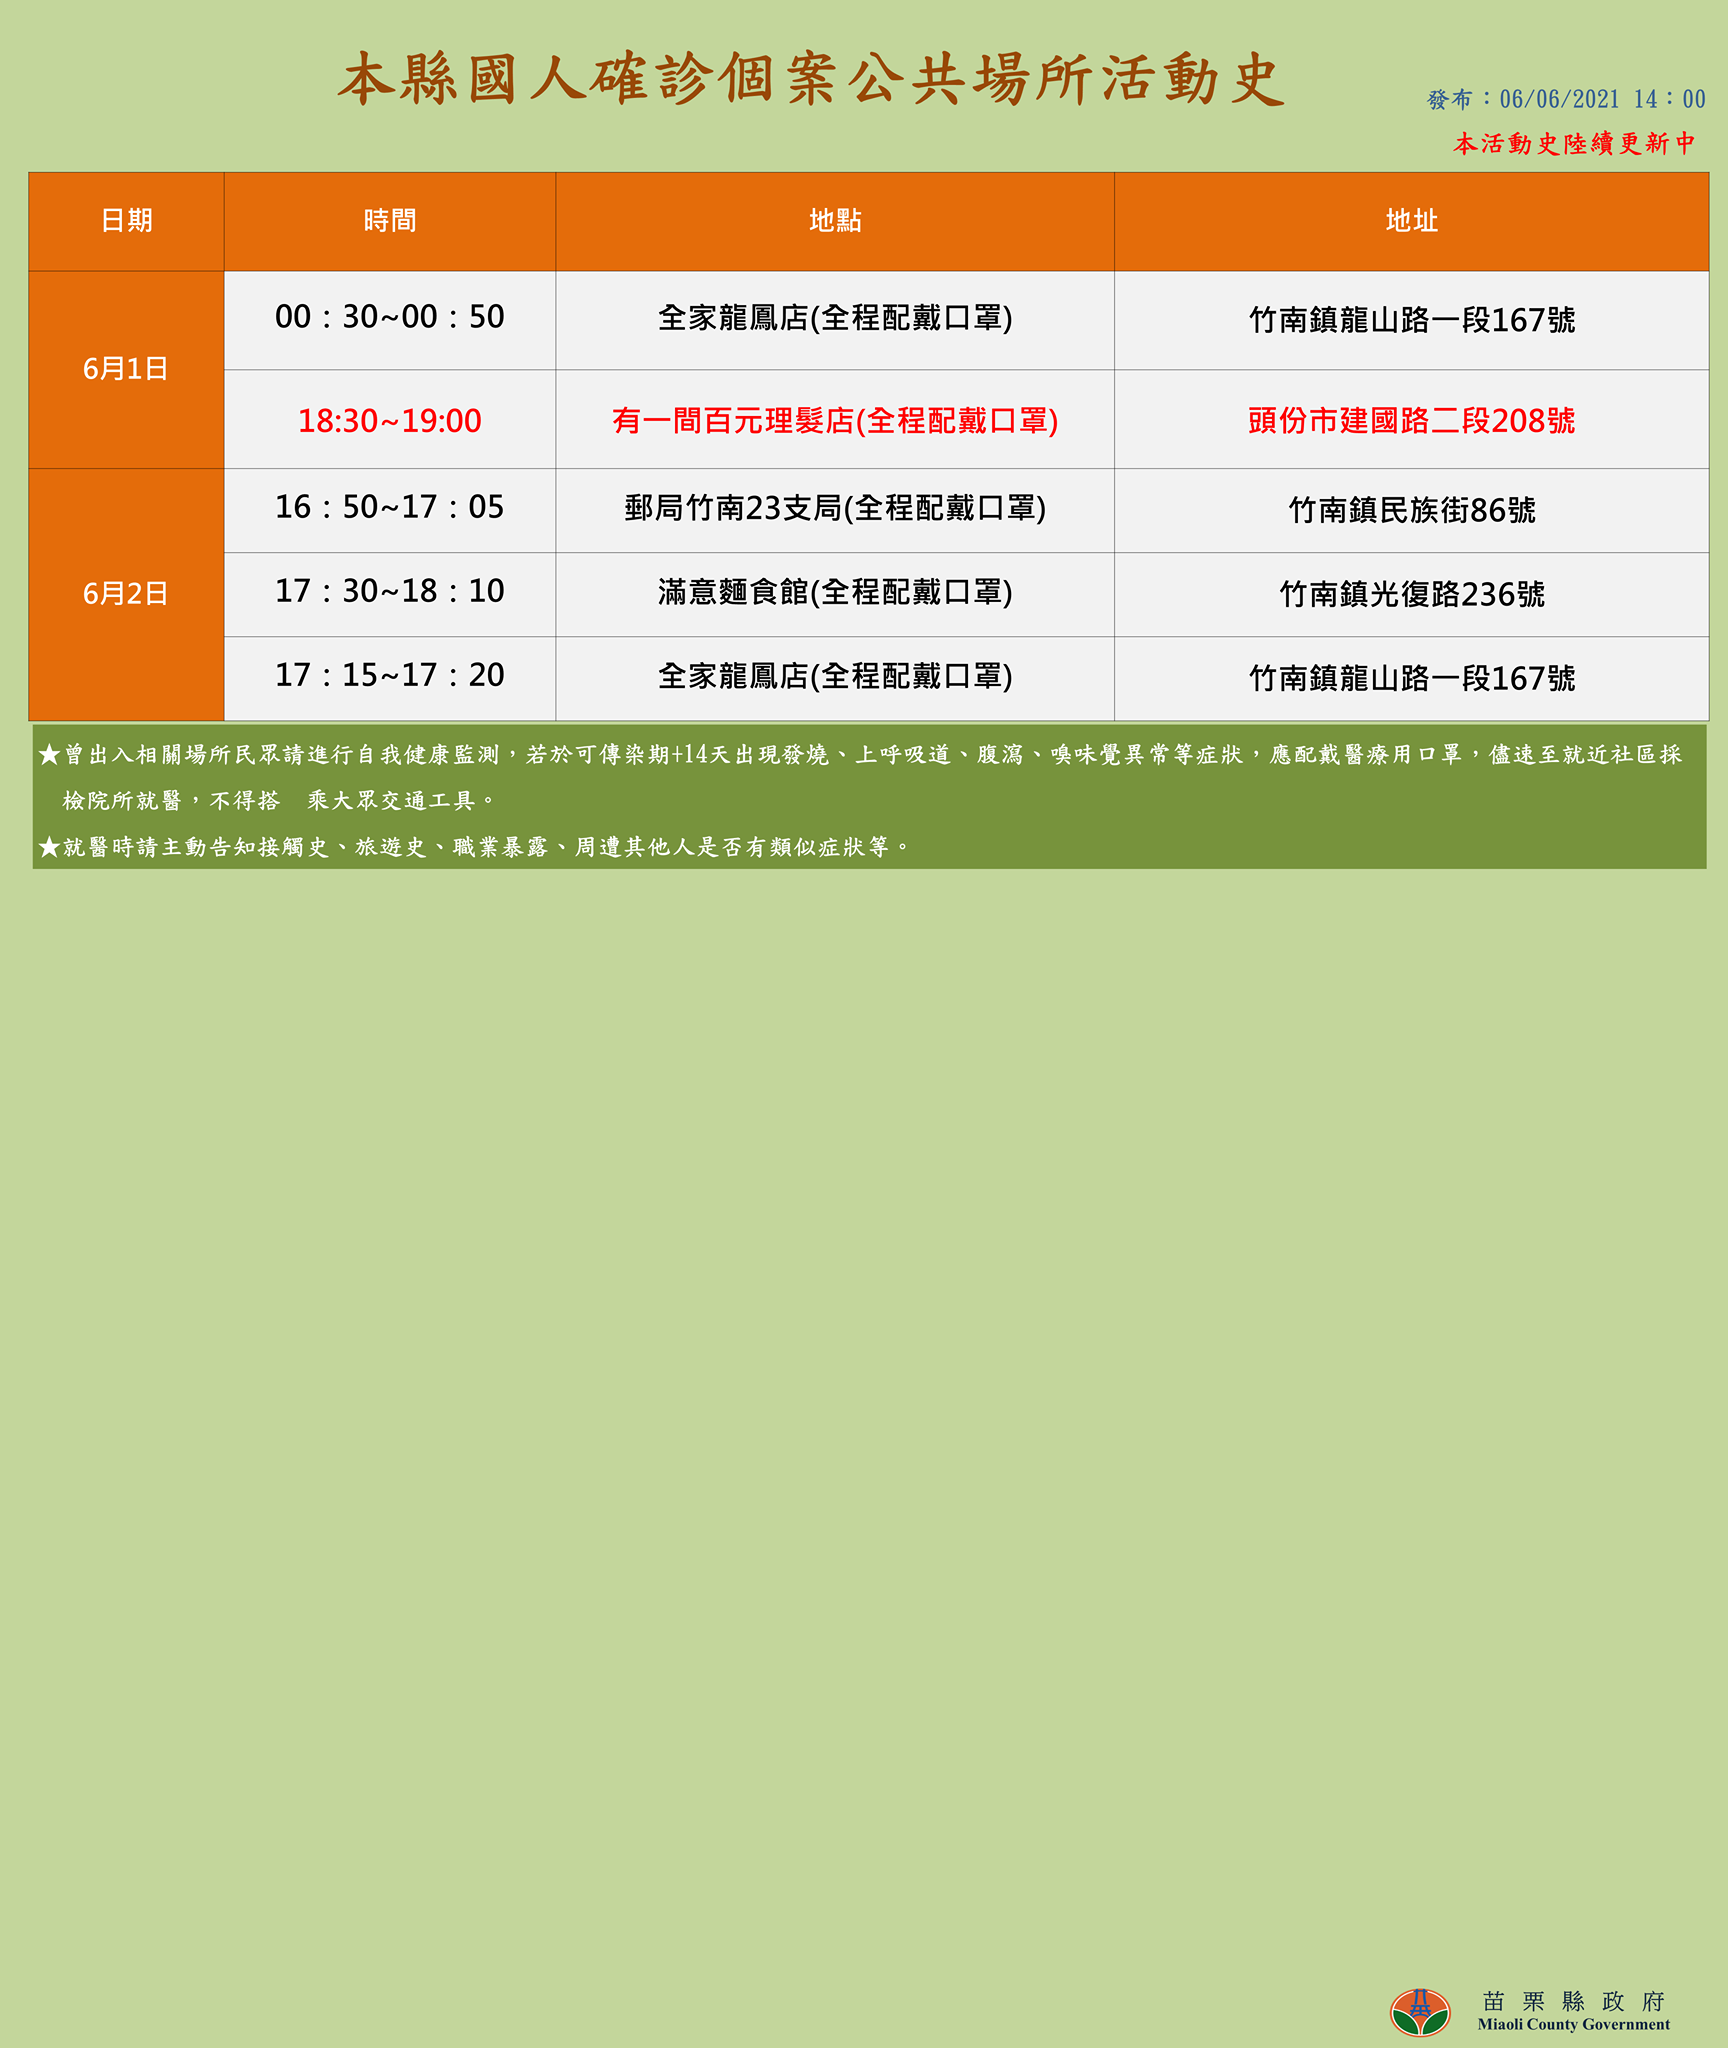 本縣國人確診個案公共場所活動史
發布：06/06/2021 14：00
本活動史陸續更新中
日期 時間 地點 地址
6月1日
00：30~00：50 全家龍鳳店(全程配戴口罩) 竹南鎮龍山路一段167號
18:30~19:00 有一間百元理髮店(全程配戴口罩) 頭份市建國路二段208號
6月2日
16：50~17：05 郵局竹南23支局(全程配戴口罩) 竹南鎮民族街86號
17：30~18：10 滿意麵食館(全程配戴口罩) 竹南鎮光復路236號
17：15~17：20 全家龍鳳店(全程配戴口罩) 竹南鎮龍山路一段167號
★曾出入相關場所民眾請進行自我健康監測，若於可傳染期+14天出現發燒、上呼吸道、腹瀉、嗅味覺異常等症狀，應配戴醫療用口罩，儘速至就近社區採
檢院所就醫，不得搭　乘大眾交通工具。
★就醫時請主動告知接觸史、旅遊史、職業暴露、周遭其他人是否有類似症狀等。
苗栗縣政府
Miaoli County Government